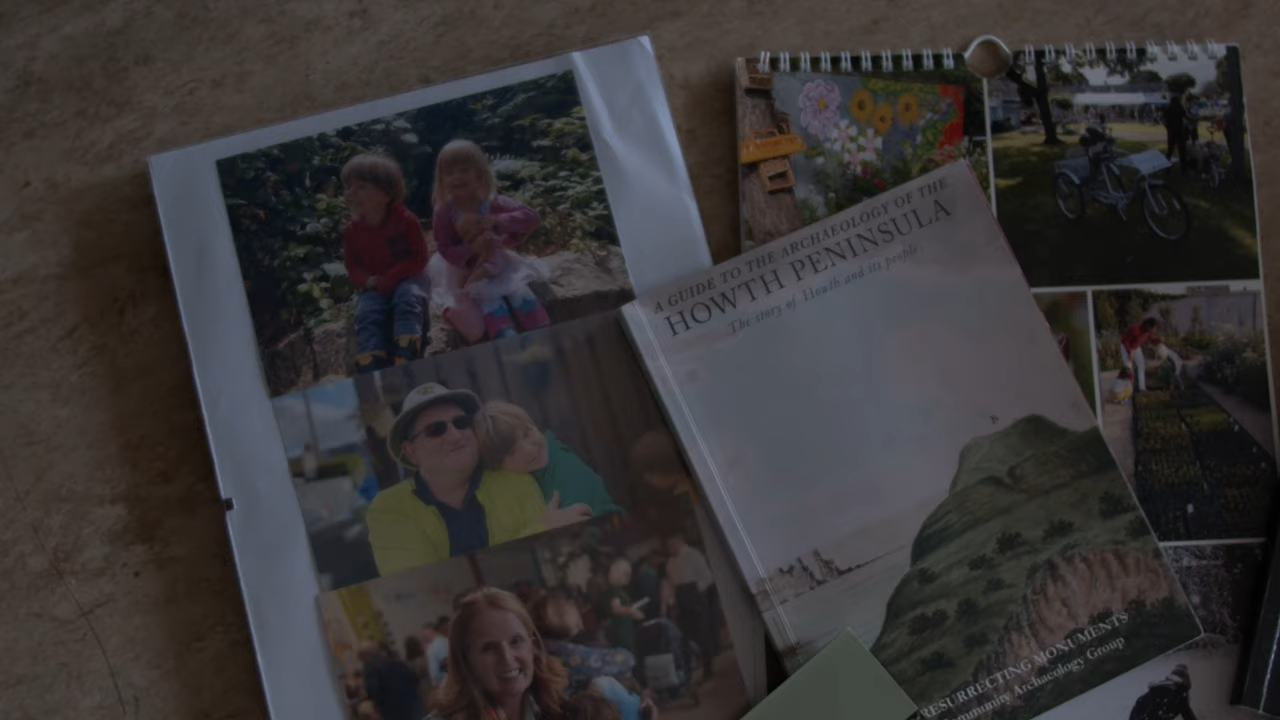 A GUIDE TO THE ARCHAEOLOGY OF THE
HOWTH PENINSULA
The story of Howth and its people
RESURRECTING MONUMENTS
Community Archaeology Group